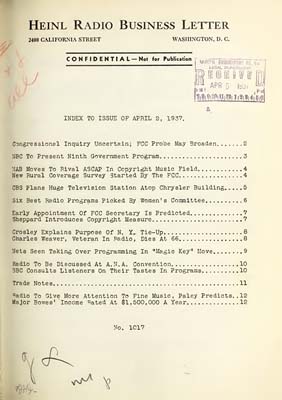 HEINL RADIO BUSINESS LETTER
2400 CALIFORNIA STREET WASHINGTON, D. C.
CONFIDENTIAL — Not for Publication
RECEIVED
APR 5 1937
INDEX TO ISSUE OF APRIL 2, 1937.
Congressional Inquiry Uncertain; FCC Probe May Broaden.......2
NBC To Present Ninth Government Program......................3
NAB Moves To Rival ASCAP In Copyright Music Field............4
New Rural Coverage Survey Started By The FCC.................4
CBS Plans Huge Television Station Atop Chrysler Building.....5
Six Best Radio Programs Picked By Women's Committee..........6
Early Appointment Of FCC Secretary Is Predicted..............7
Sheppard Introduces Copyright Measure........................7
Crosley Explains Purpose Of N. Y. Tie-Up.....................8
Charles Weaver, Veteran In Radio, Dies At 66.................8
Nets Seen Taking Over Programming In "Magic Key" Move........9
Radio To Be Discussed At A.N.A. Convention..................10
BBC Consults Listeners On Their Tastes In Programs..........10
Trade Notes.................................................11
Radio To Give More Attention To Fine Music, Paley Predicts..12
Major Bowes' Income Rated At $1,500,000 A Year..............12
No. 1017